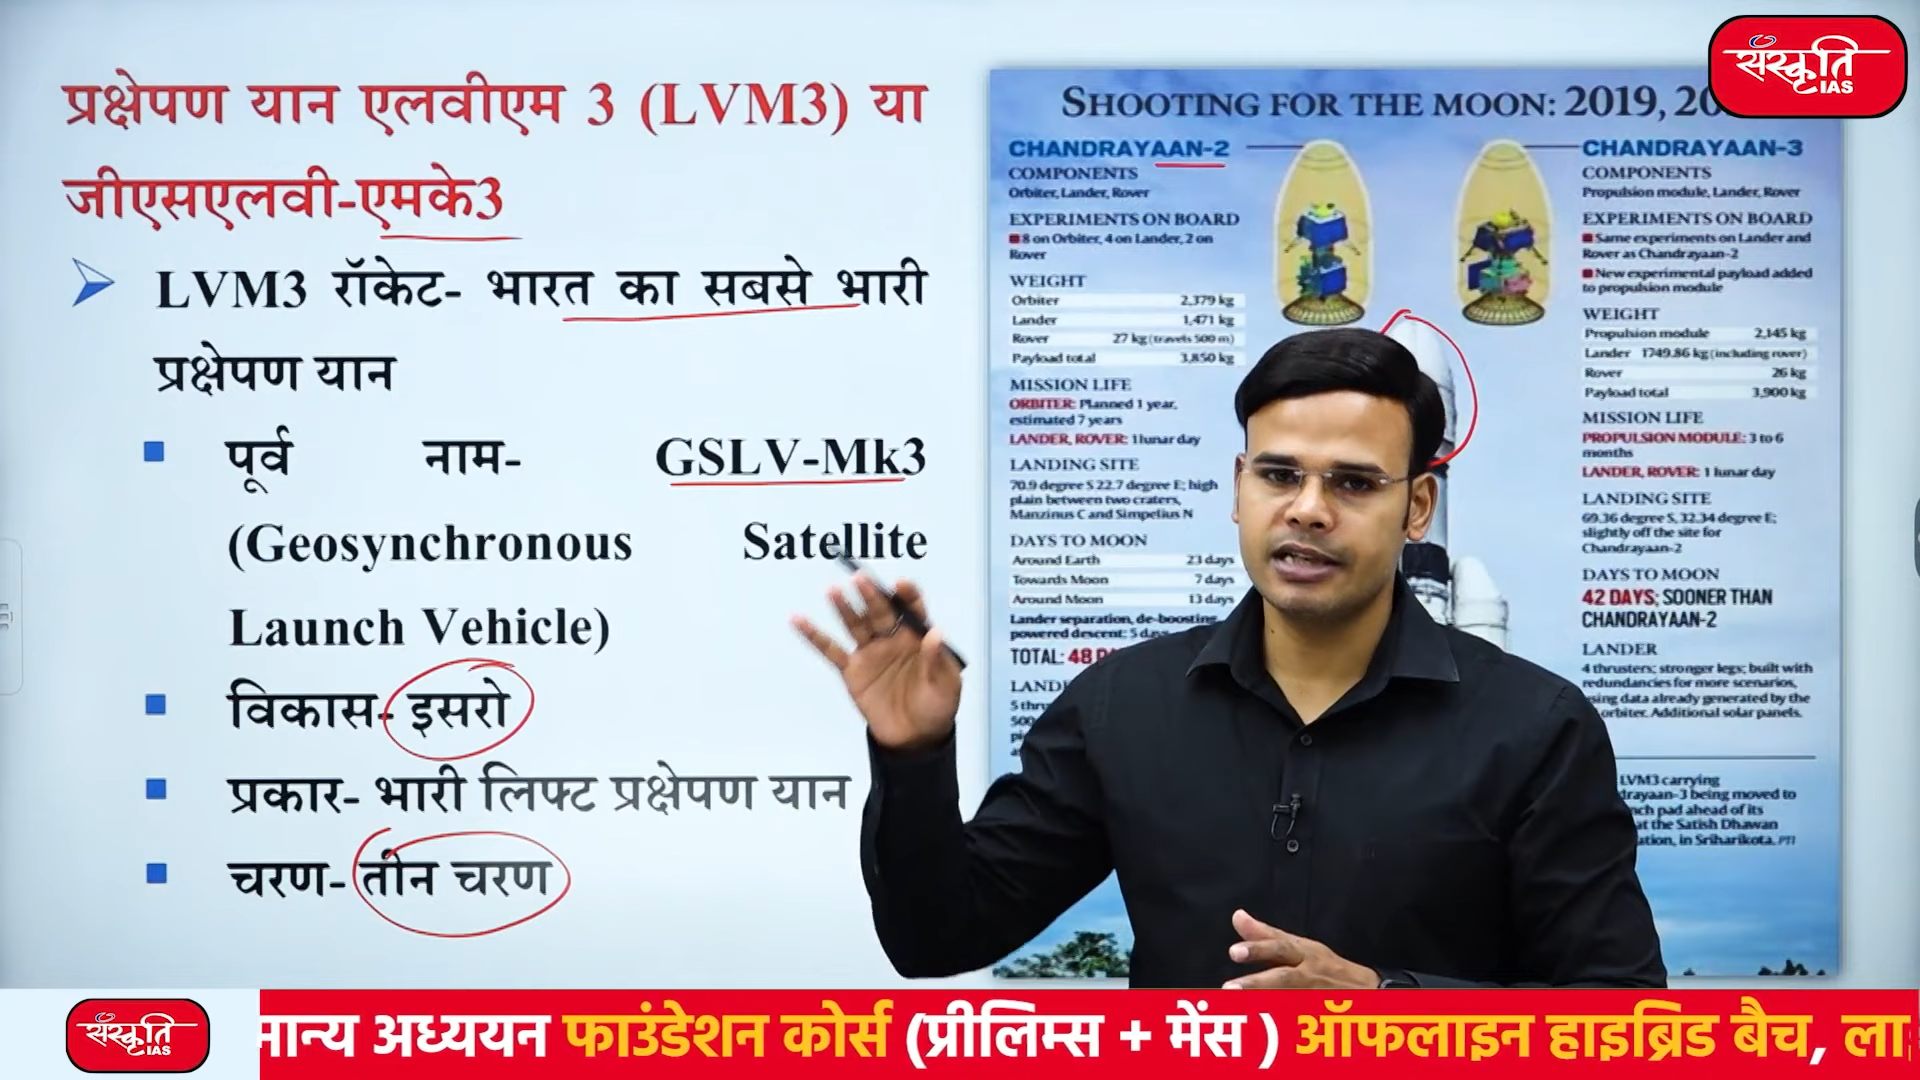 संस्कृति
IAS
प्रक्षेपण यान एलवीएम 3 (LVM3) या
जीएसएलवी-एमके3
LVM3 रॉकेट- भारत का सबसे भारी
प्रक्षेपण यान
पूर्व नाम- GSLV-Mk3
(Geosynchronous Satellite
Launch Vehicle)
विकास- इसरो
प्रकार- भारी लिफ्ट प्रक्षेपण यान
चरण- तीन चरण
SHOOTING FOR THE MOON: 2019, 20
CHANDRAYAAN-2
COMPONENTS
Orbiter, Lander, Rover
EXPERIMENTS ON BOARD
8 on Orbiter, 4 on Lander, 2 on
Rover
WEIGHT
Orbiter 2,379 kg
Lander 1,471 kg
Rover 27 kg (travels 500 m)
Payload total 3,850 kg
MISSION LIFE
ORBITER: Planned 1 year,
estimated 7 years
LANDER, ROVER: 1 lunar day
LANDING SITE
70.9 degree S 22.7 degree E; high
plain between two craters,
Manzinus C and Simpelius N
DAYS TO MOON
Around Earth 23 days
Towards Moon 7 days
Around Moon 13 days
Lander separation, de-boosting,
powered descent: 5 days
TOTAL: 48
5 thru
500
CHANDRAYAAN-3
COMPONENTS
Propulsion module, Lander, Rover
EXPERIMENTS ON BOARD
Same experiments on Lander and
Rover as Chandrayaan-2
New experimental payload added
to propulsion module
WEIGHT
Propulsion module 2,145 kg
Lander 1749.86 kg (including rover)
Rover 26 kg
Payload total 3,900 kg
MISSION LIFE
PROPULSION MODULE: 3 to 6
months
LANDER, ROVER: 1 lunar day
LANDING SITE
69.36 degree S, 32.34 degree E;
slightly off the site for
Chandrayaan-2
DAYS TO MOON
42 DAYS; SOONER THAN
CHANDRAYAAN-2
LANDER
4 thrusters; stronger legs; built with
redundancies for more scenarios,
using data already generated by the
orbiter. Additional solar panels.
LVM3 carrying
drayaan-3 being moved to
nch pad ahead of its
at the Satish Dhawan
ation, in Sriharikota. PTI
संस्कृति
IAS
मान्य अध्ययन फाउंडेशन कोर्स (प्रीलिम्स + मेंस ) ऑफलाइन हाइब्रिड बैच, ला